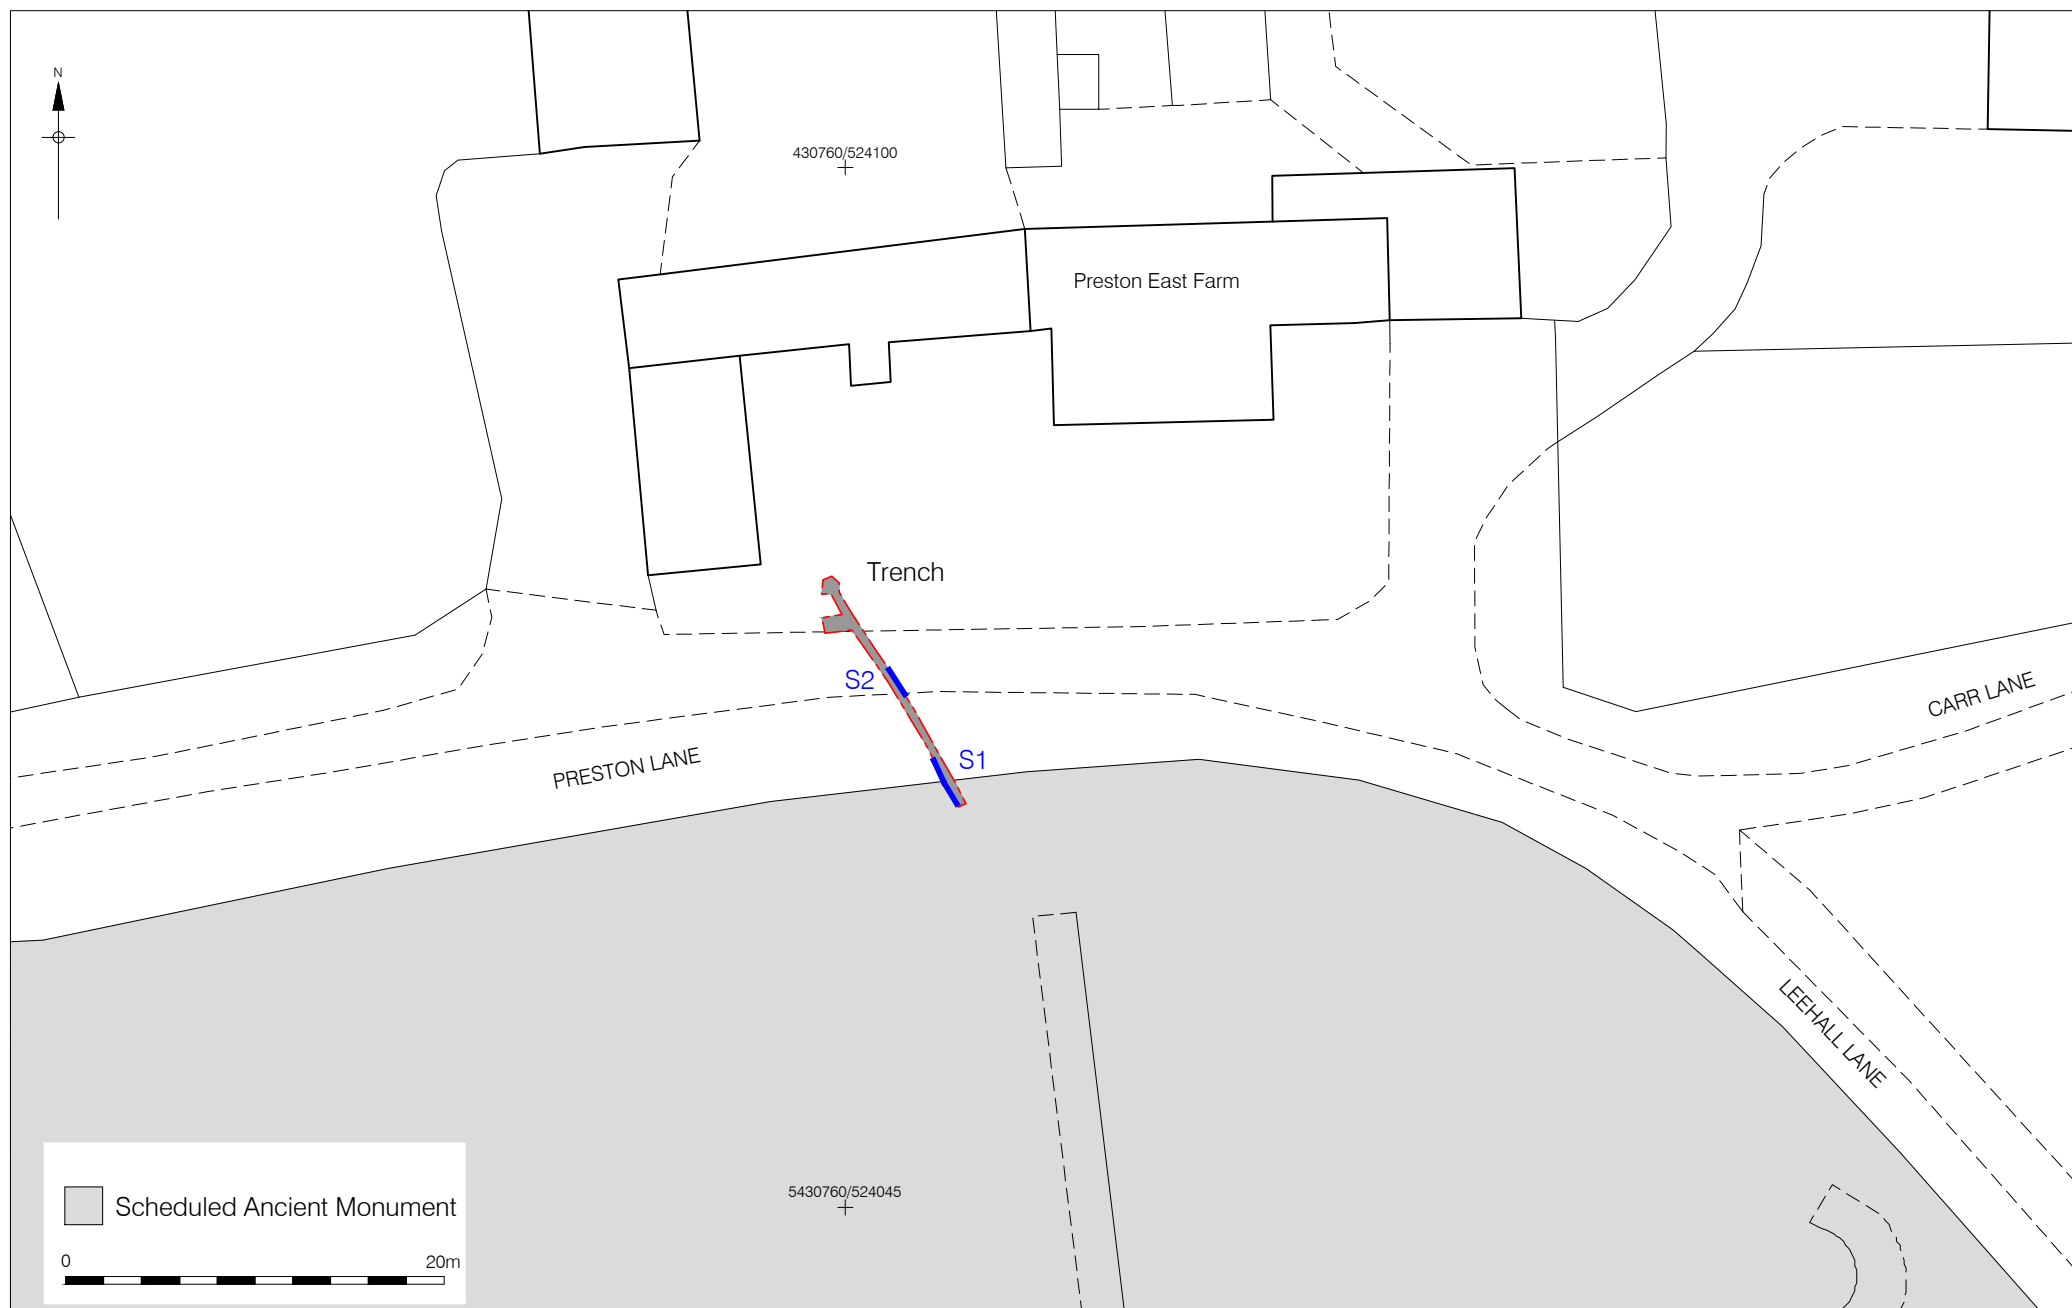 N
430760/524100
Preston East Farm
Trench
S2
S1
PRESTON LANE
CARR LANE
LEEHALL LANE
5430760/524045
Scheduled Ancient Monument
0 20m